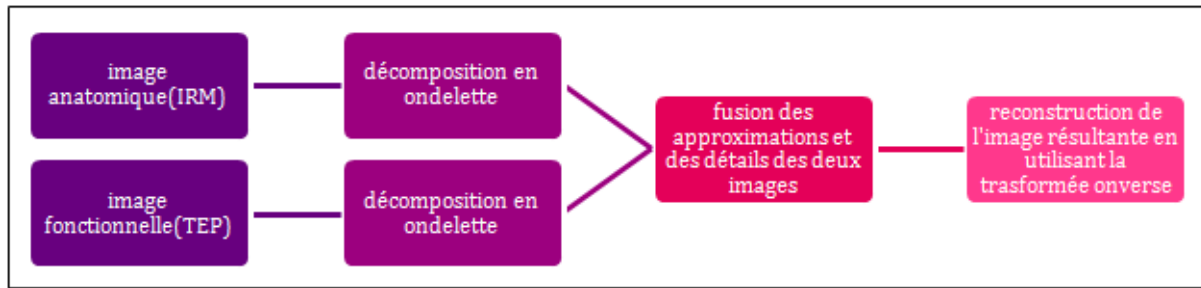 image
anatomique(IRM)
décomposition en
ondelette
image
fonctionnelle(TEP)
décomposition en
ondelette
fusion des
approximations et
des détails des deux
images
reconstruction de
l'image résultante en
utilisant la
trasformée onverse